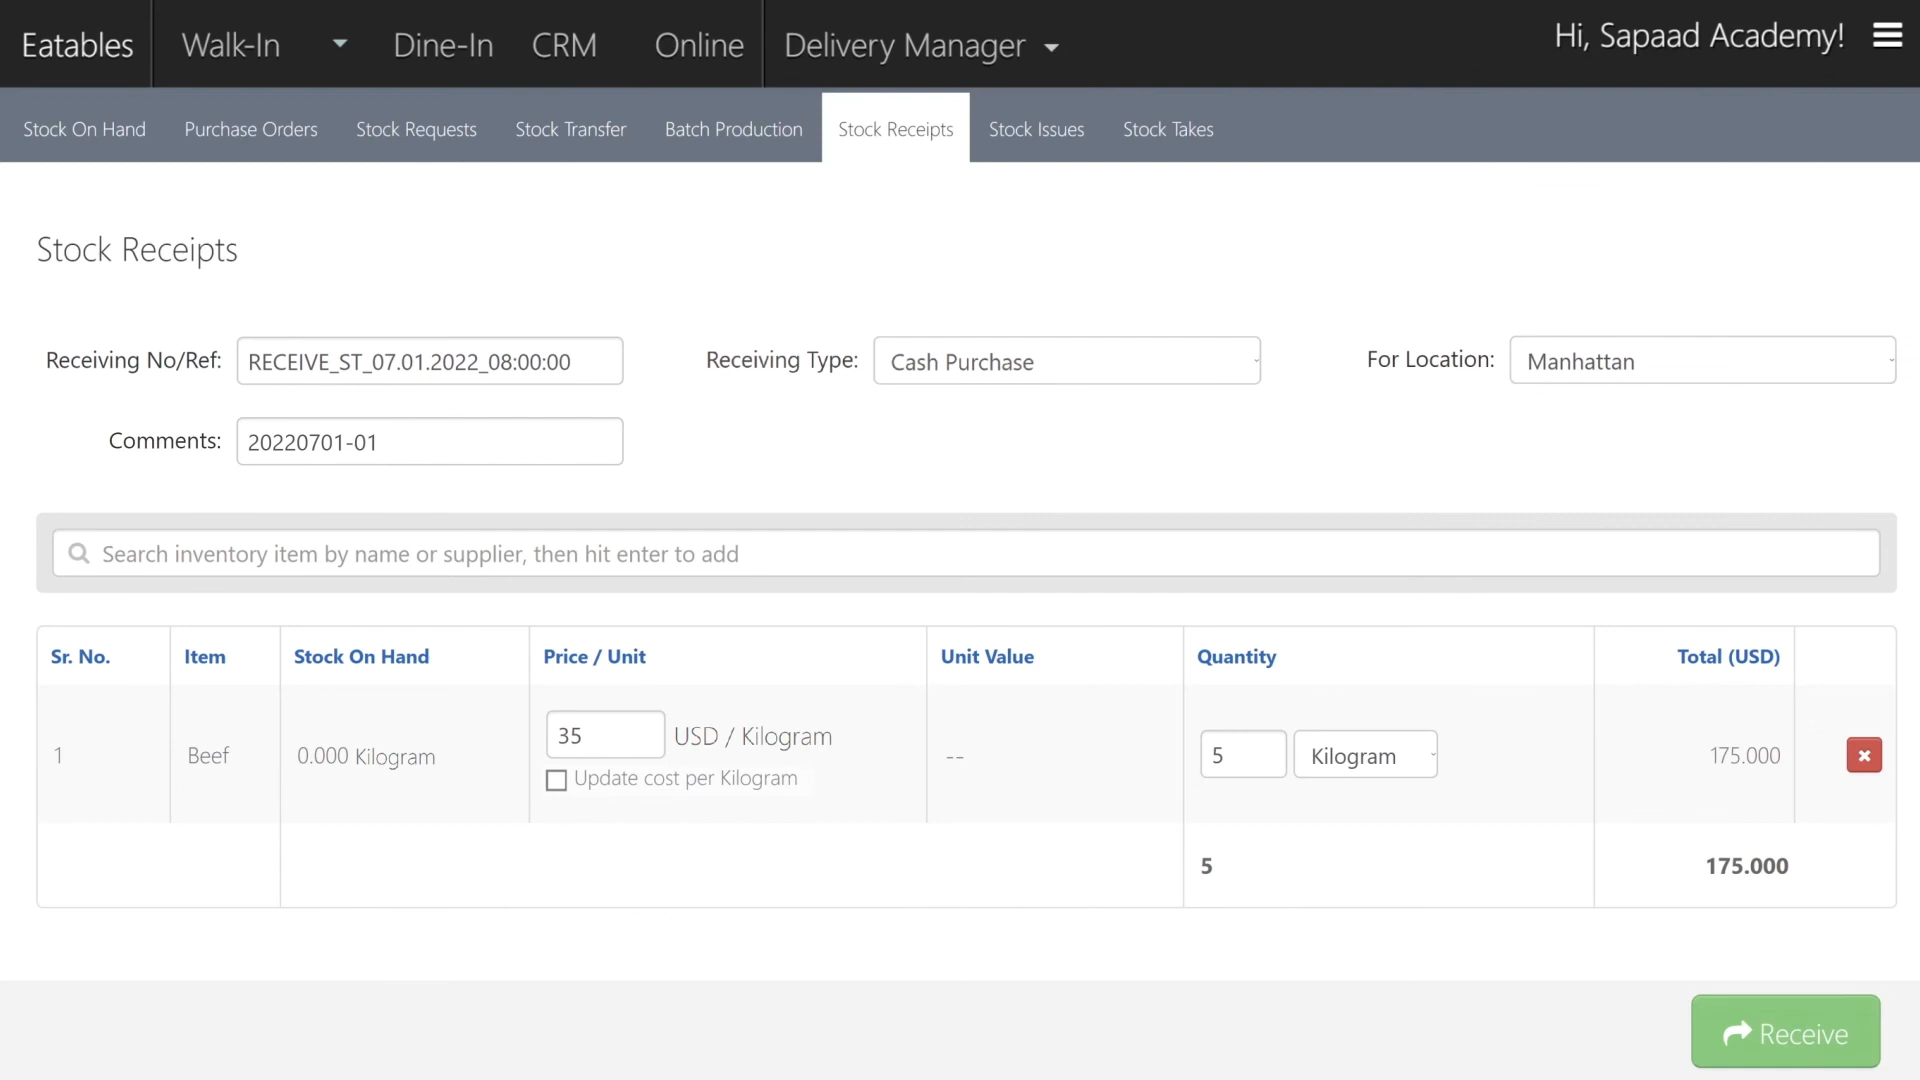 Eatables Walk-In Dine-In CRM Online Delivery Manager Hi, Sapaad Academy!
Stock On Hand Purchase Orders Stock Requests Stock Transfer Batch Production Stock Receipts Stock Issues Stock Takes
Stock Receipts
Receiving No/Ref: RECEIVE_ST_07.01.2022_08:00:00 Receiving Type: Cash Purchase For Location: Manhattan
Comments: 20220701-01
Search inventory item by name or supplier, then hit enter to add
Sr. No. Item Stock On Hand Price / Unit Unit Value Quantity Total (USD)
1 Beef 0.000 Kilogram 35 USD / Kilogram -- 5 Kilogram 175.000
Update cost per Kilogram
5 175.000
Receive